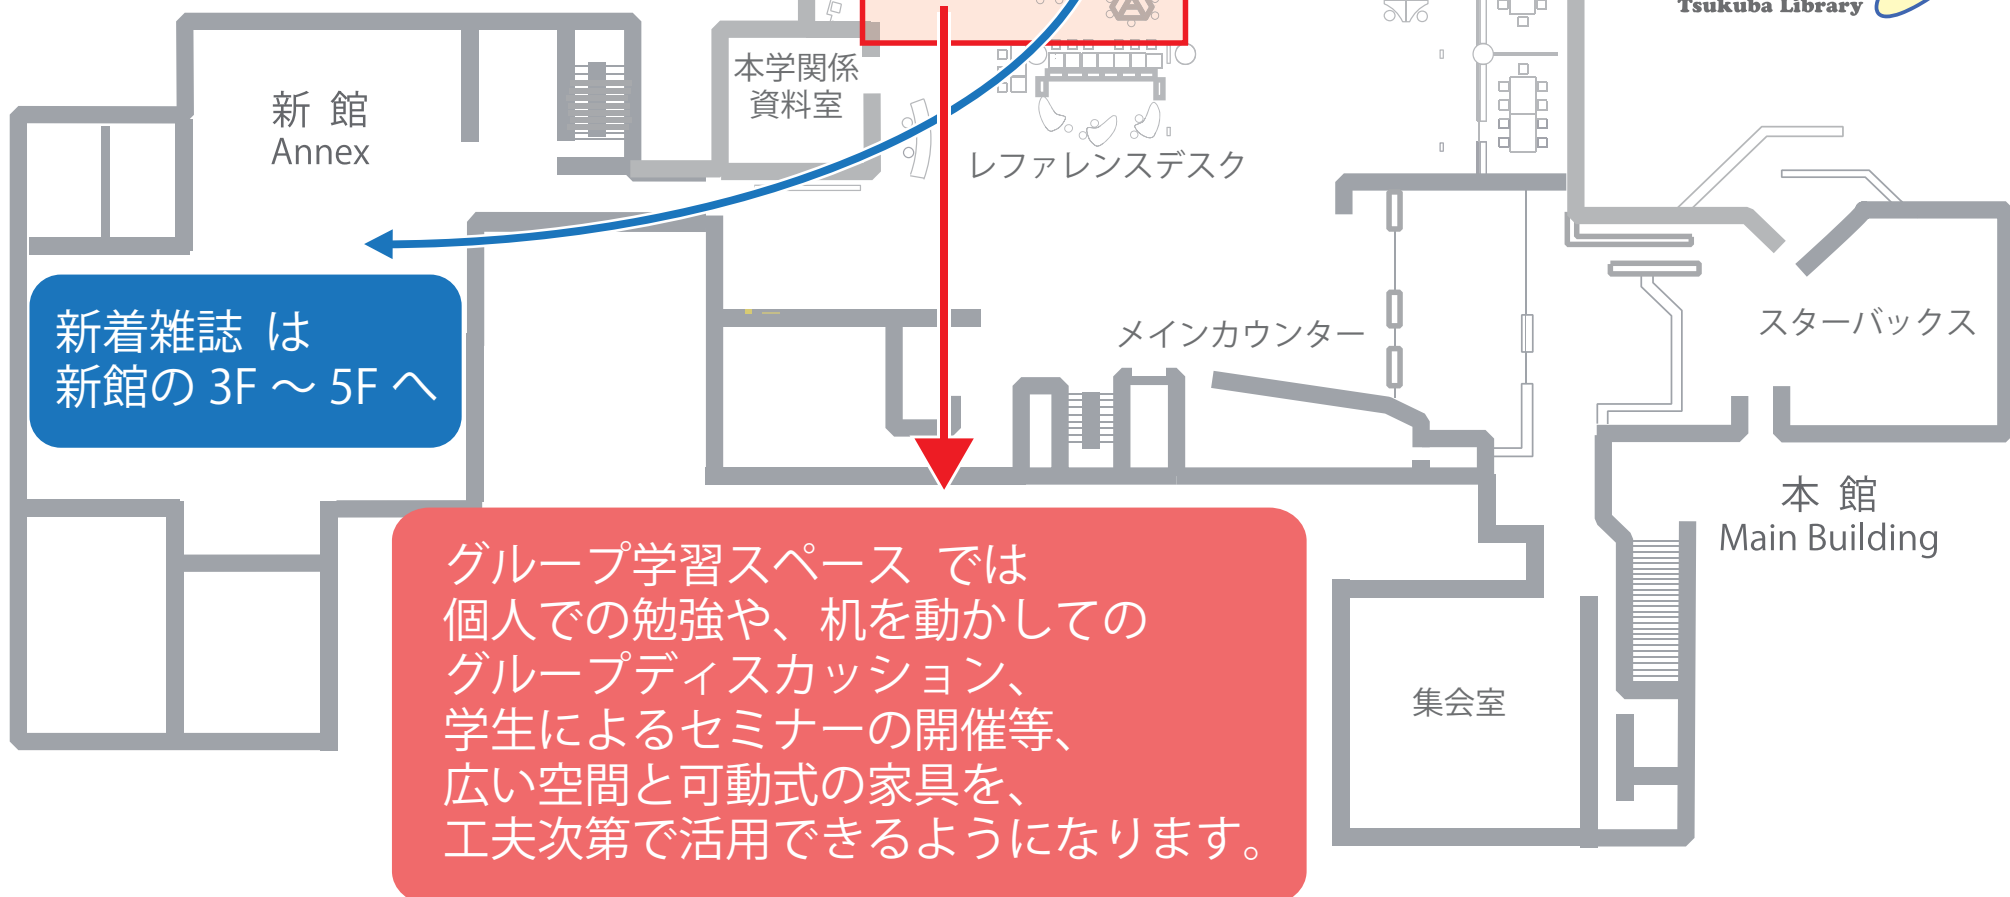 Tsukuba Library
本学関係
資料室
新 館
Annex
レファレンスデスク
新着雑誌 は
新館の 3F ～ 5F へ
メインカウンター
スターバックス
本 館
Main Building
グループ学習スペース では
個人での勉強や、机を動かしての
グループディスカッション、
学生によるセミナーの開催等、
広い空間と可動式の家具を、
工夫次第で活用できるようになります。
集会室